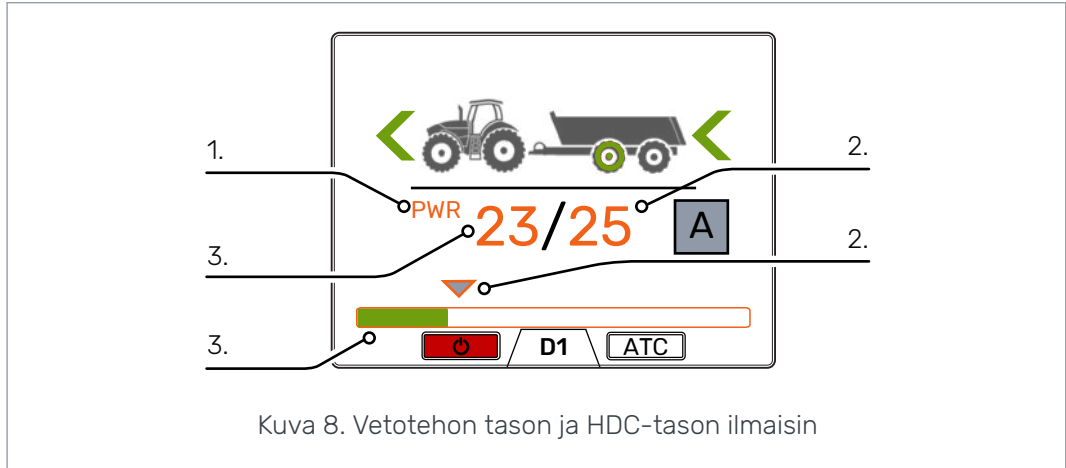 1.
2.
PWR
23/25
A
3.
2.
3.
D1
ATC
Kuva 8. Vetotehon tason ja HDC-tason ilmaisin